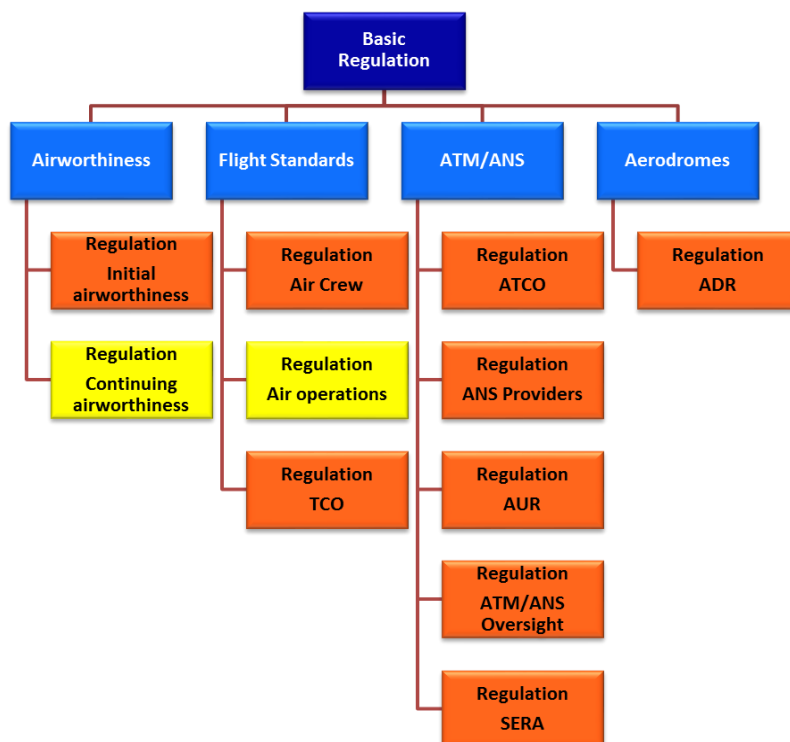 Basic
Regulation
Airworthiness
Flight Standards
ATM/ANS
Aerodromes
Regulation
Initial
airworthiness
Regulation
Air Crew
Regulation
ATCO
Regulation
ADR
Regulation
Continuing
airworthiness
Regulation
Air operations
Regulation
ANS Providers
Regulation
TCO
Regulation
AUR
Regulation
ATM/ANS
Oversight
Regulation
SERA